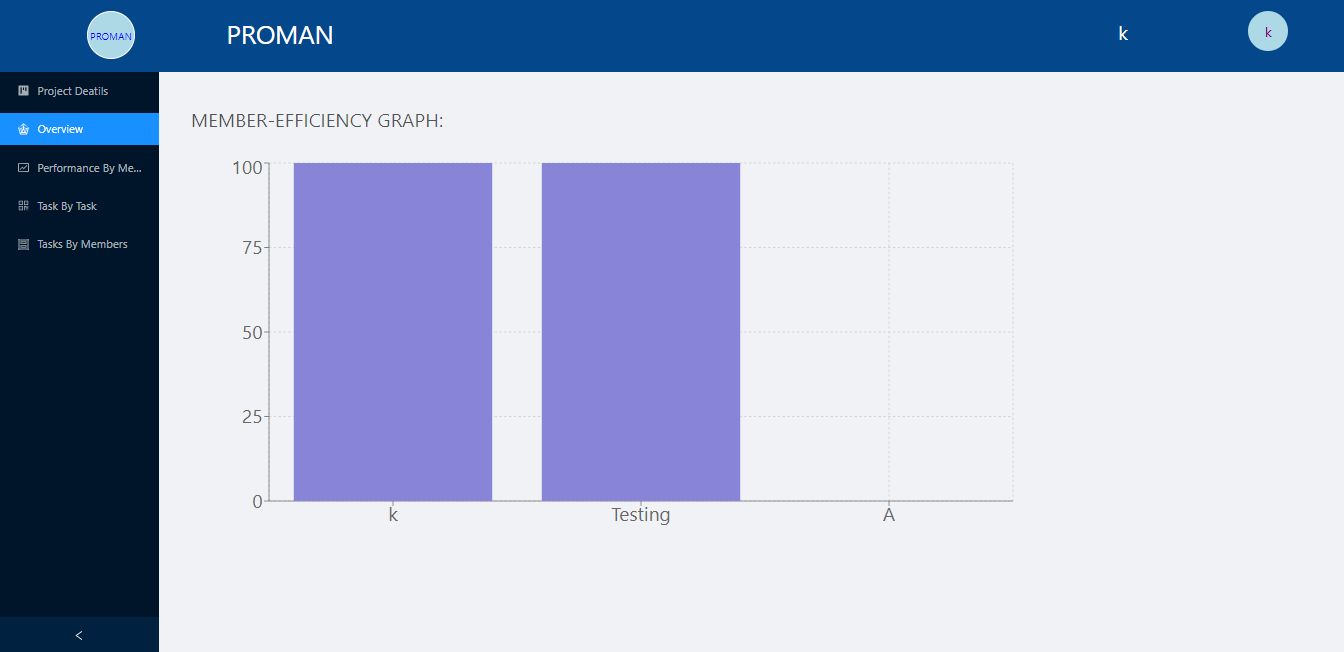 PROMAN
PROMAN
k
k
Project Deatils
Overview
Performance By Me...
Task By Task
Tasks By Members
MEMBER-EFFICIENCY GRAPH:
100
75
50
25
0
k
Testing
A